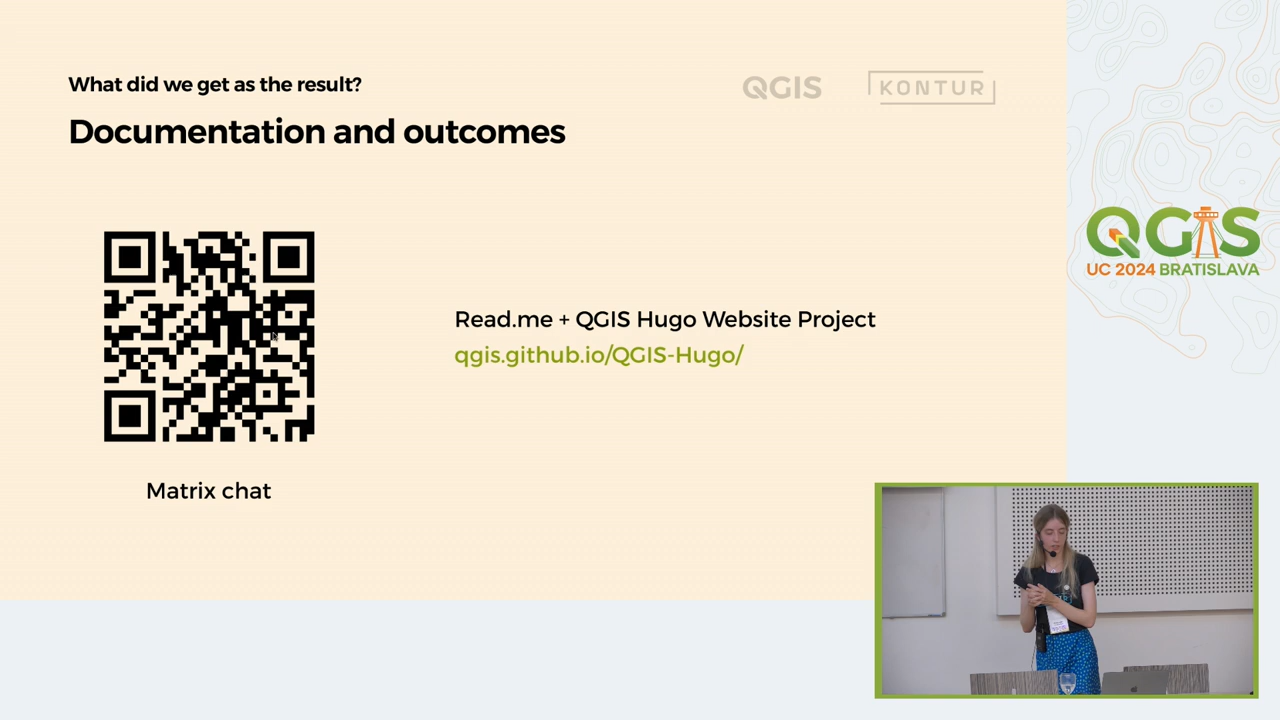 What did we get as the result?
Documentation and outcomes
QGIS
KONTUR
Read.me + QGIS Hugo Website Project
qgis.github.io/QGIS-Hugo/
Matrix chat
QGIS
UC 2024 BRATISLAVA